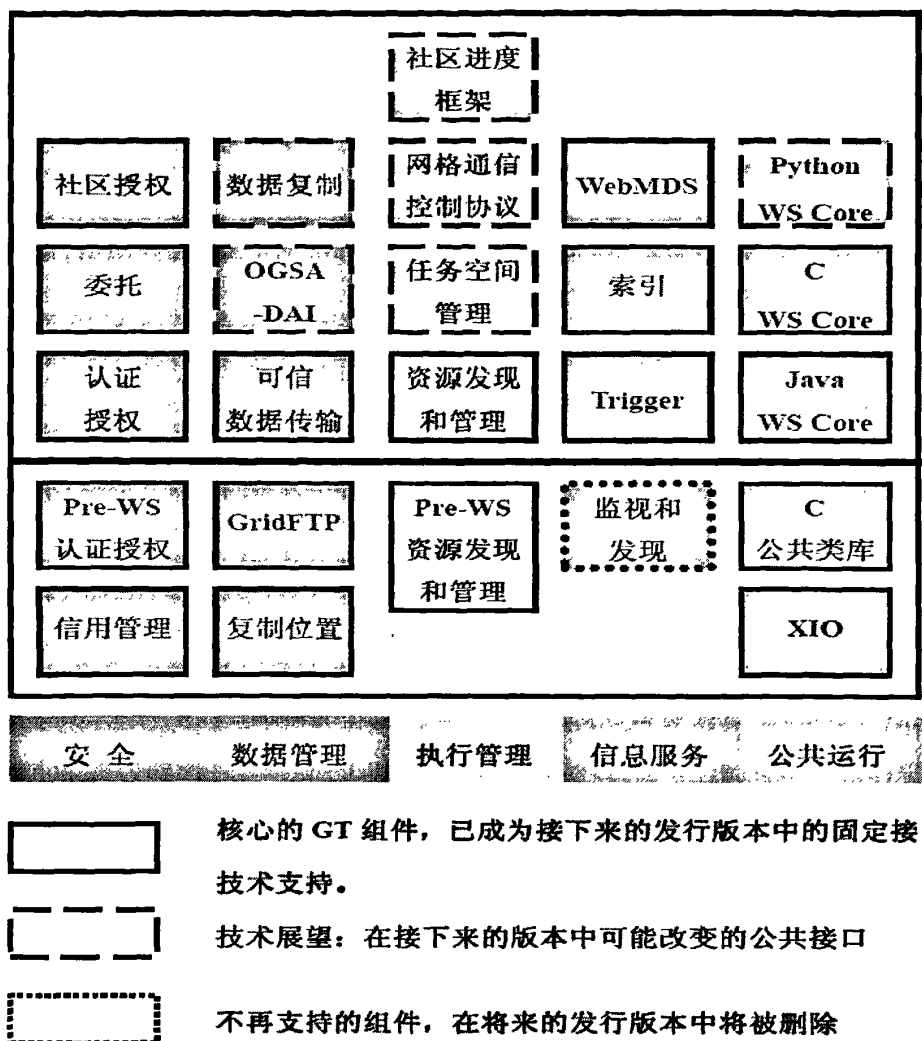 社区进度
框架
社区授权
数据复制
网格通信
控制协议
WebMDS
Python
WS Core
委托
OGSA
-DAI
任务空间
管理
索引
C
WS Core
认证
授权
可信
数据传输
资源发现
和管理
Trigger
Java
WS Core
Pre-WS
认证授权
GridFTP
Pre-WS
资源发现
和管理
监视和
发现
C
公共类库
信用管理
复制位置
XIO
安全 数据管理 执行管理 信息服务 公共运行
核心的 GT 组件，已成为接下来的发行版本中的固定接
技术支持。
技术展望：在接下来的版本中可能改变的公共接口
不再支持的组件，在将来的发行版本中将被删除